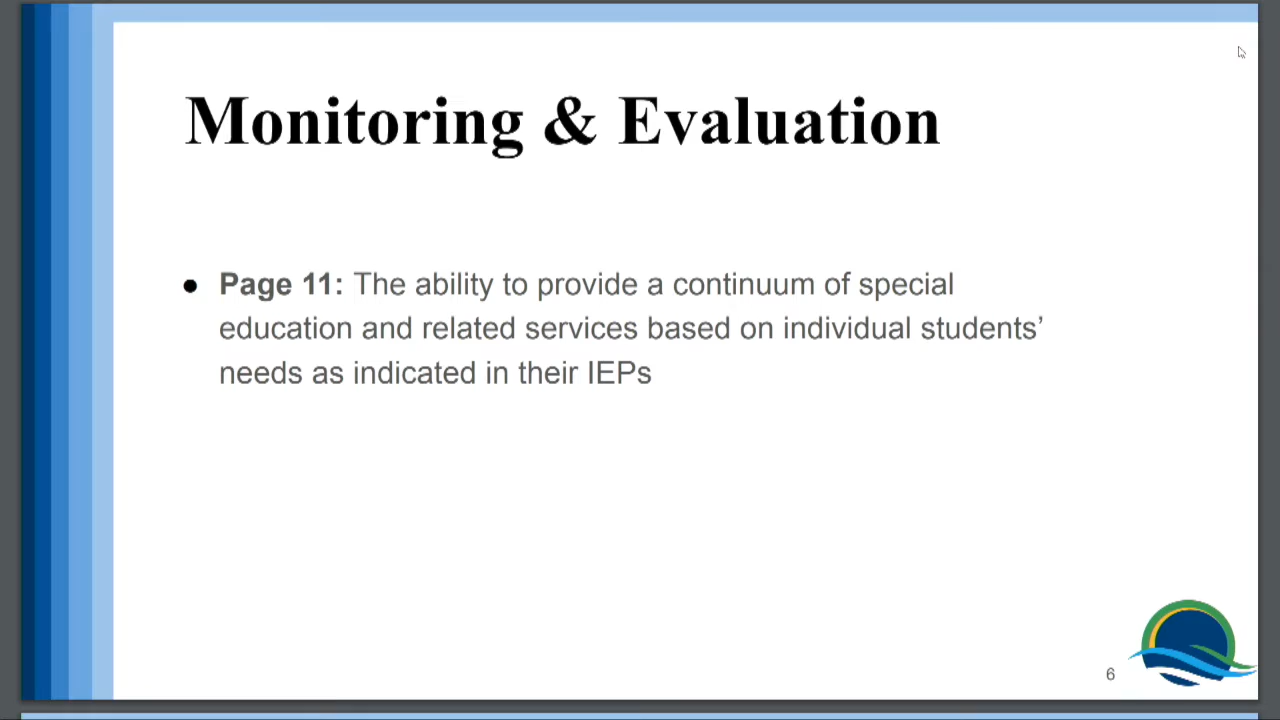 Monitoring & Evaluation
● Page 11: The ability to provide a continuum of special
education and related services based on individual students’
needs as indicated in their IEPs
6